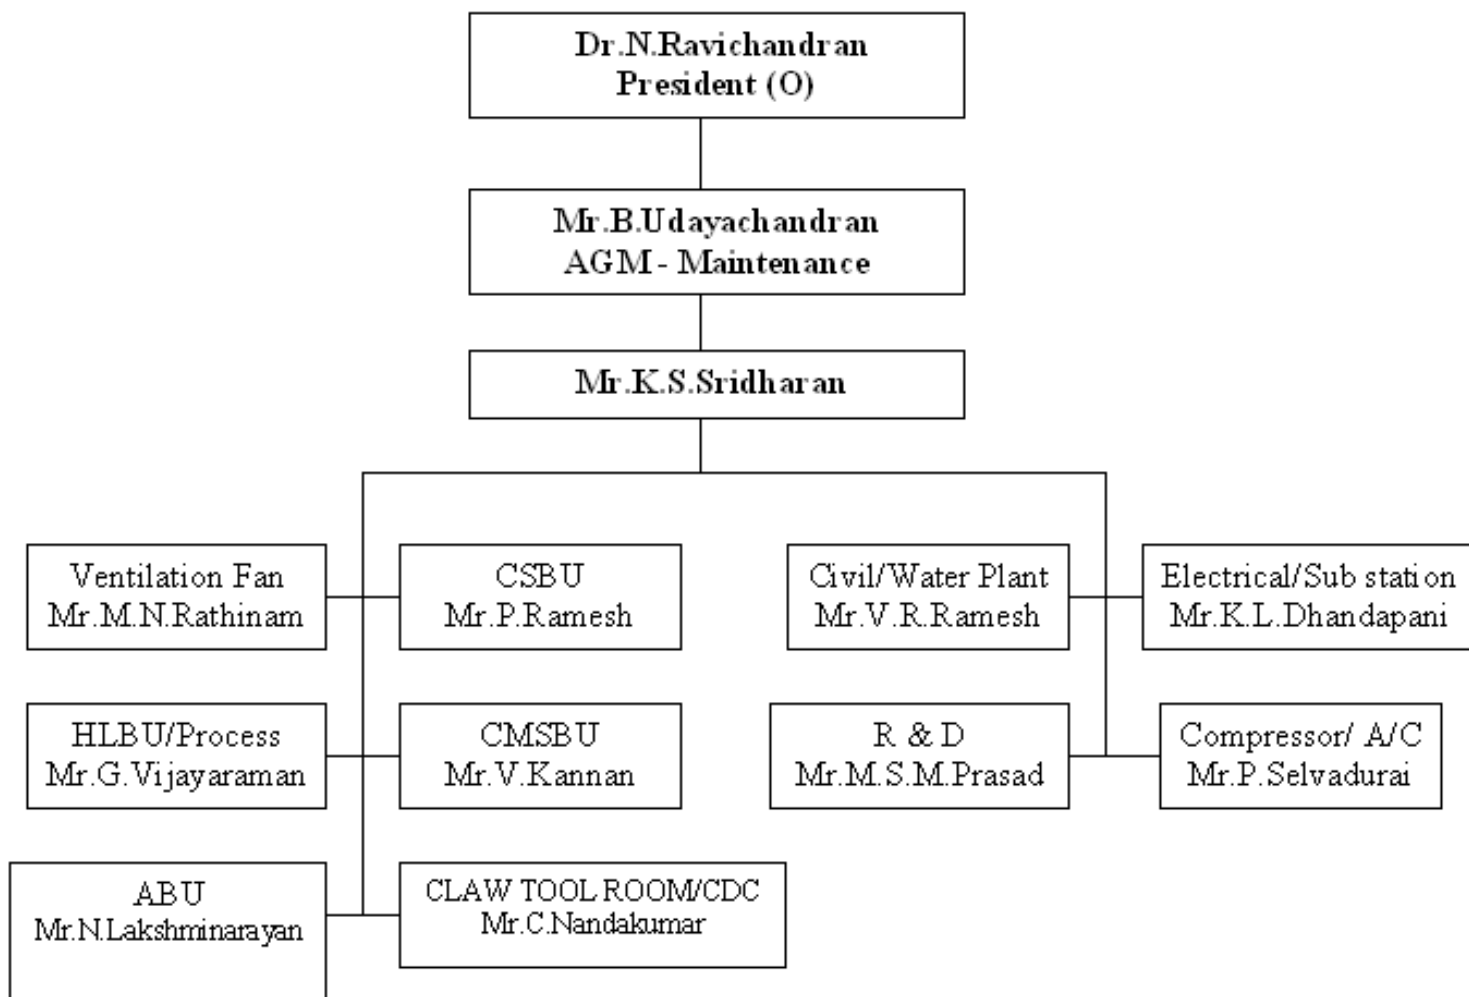 Dr.N.Ravichandran
President (O)
Mr.B.Udayachandran
AGM - Maintenance
Mr.K.S.Sridharan
Ventilation Fan
Mr.M.N.Rathinam
CSBU
Mr.P.Ramesh
Civil/Water Plant
Mr.V.R.Ramesh
Electrical/Sub station
Mr.K.L.Dhandapani
HLBU/Process
Mr.G.Vijayaraman
CMSBU
Mr.V.Kannan
R & D
Mr.M.S.M.Prasad
Compressor/ A/C
Mr.P.Selvadurai
ABU
Mr.N.Lakshminarayan
CLAW TOOL ROOM/CDC
Mr.C.Nandakumar